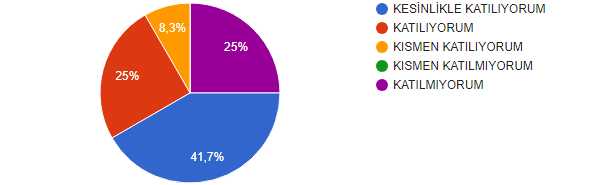 KESİNLİKLE KATILIYORUM
KATILIYORUM
KISMEN KATILIYORUM
KISMEN KATILMIYORUM
KATILMIYORUM
8,3%
25%
25%
41,7%